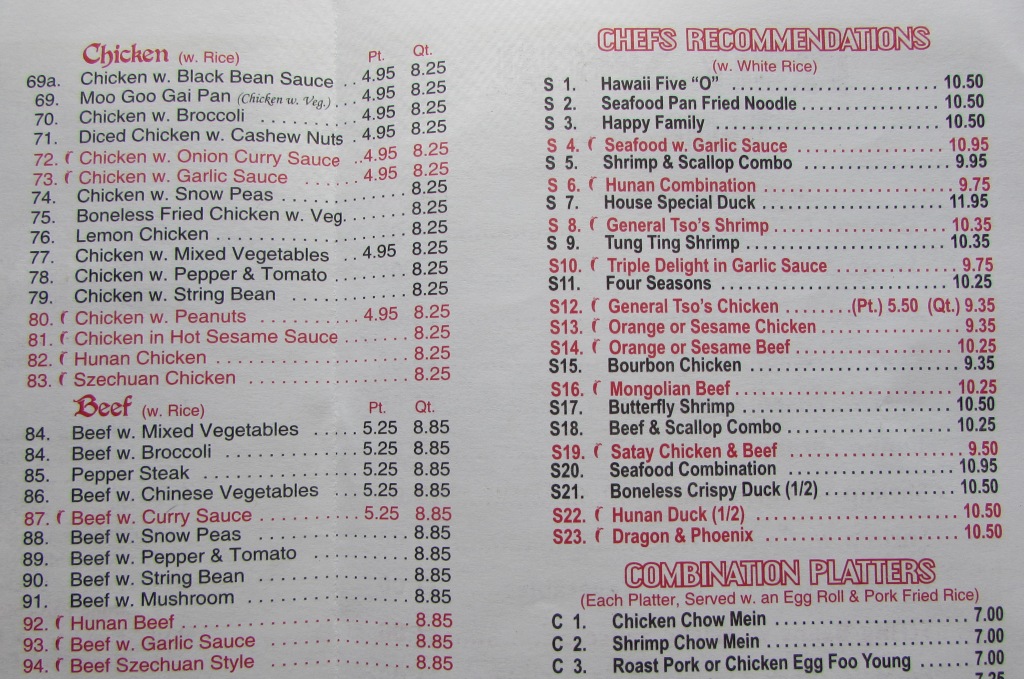 Chicken (w. Rice) Pt. Qt.
69a. Chicken w. Black Bean Sauce .. 4.95 8.25
69. Moo Goo Gai Pan (Chicken w. Veg.) ... 4.95 8.25
70. Chicken w. Broccoli ............ 4.95 8.25
71. Diced Chicken w. Cashew Nuts . 4.95 8.25
72. Chicken w. Onion Curry Sauce .. 4.95 8.25
73. Chicken w. Garlic Sauce ....... 4.95 8.25
74. Chicken w. Snow Peas ................ 8.25
75. Boneless Fried Chicken w. Veg. ....... 8.25
76. Lemon Chicken ....................... 8.25
77. Chicken w. Mixed Vegetables .. 4.95 8.25
78. Chicken w. Pepper & Tomato ......... 8.25
79. Chicken w. String Bean .............. 8.25
80. Chicken w. Peanuts ............ 4.95 8.25
81. Chicken in Hot Sesame Sauce ........ 8.25
82. Hunan Chicken ....................... 8.25
83. Szechuan Chicken ................... 8.25
Beef (w. Rice) Pt. Qt.
84. Beef w. Mixed Vegetables ..... 5.25 8.85
84. Beef w. Broccoli .............. 5.25 8.85
85. Pepper Steak ................. 5.25 8.85
86. Beef w. Chinese Vegetables ... 5.25 8.85
87. Beef w. Curry Sauce .......... 5.25 8.85
88. Beef w. Snow Peas .................. 8.85
89. Beef w. Pepper & Tomato ............ 8.85
90. Beef w. String Bean ................. 8.85
91. Beef w. Mushroom .................. 8.85
92. Hunan Beef ......................... 8.85
93. Beef w. Garlic Sauce ................ 8.85
94. Beef Szechuan Style ................ 8.85
CHEFS RECOMMENDATIONS
(w. White Rice)
S 1. Hawaii Five "O" .......................... 10.50
S 2. Seafood Pan Fried Noodle .................. 10.50
S 3. Happy Family ............................ 10.50
S 4. Seafood w. Garlic Sauce .................... 10.95
S 5. Shrimp & Scallop Combo .................... 9.95
S 6. Hunan Combination ........................ 9.75
S 7. House Special Duck ........................ 11.95
S 8. General Tso's Shrimp ...................... 10.35
S 9. Tung Ting Shrimp .......................... 10.35
S10. Triple Delight in Garlic Sauce .............. 9.75
S11. Four Seasons ............................ 10.25
S12. General Tso's Chicken ........(Pt.) 5.50 (Qt.) 9.35
S13. Orange or Sesame Chicken .................. 9.35
S14. Orange or Sesame Beef .................... 10.25
S15. Bourbon Chicken .......................... 9.35
S16. Mongolian Beef .......................... 10.25
S17. Butterfly Shrimp .......................... 10.50
S18. Beef & Scallop Combo .................... 10.25
S19. Satay Chicken & Beef ...................... 9.50
S20. Seafood Combination ...................... 10.95
S21. Boneless Crispy Duck (1/2) ................ 10.50
S22. Hunan Duck (1/2) ........................ 10.50
S23. Dragon & Phoenix ........................ 10.50
COMBINATION PLATTERS
(Each Platter, Served w. an Egg Roll & Pork Fried Rice)
C 1. Chicken Chow Mein ........................ 7.00
C 2. Shrimp Chow Mein ........................ 7.00
C 3. Roast Pork or Chicken Egg Foo Young ...... 7.00